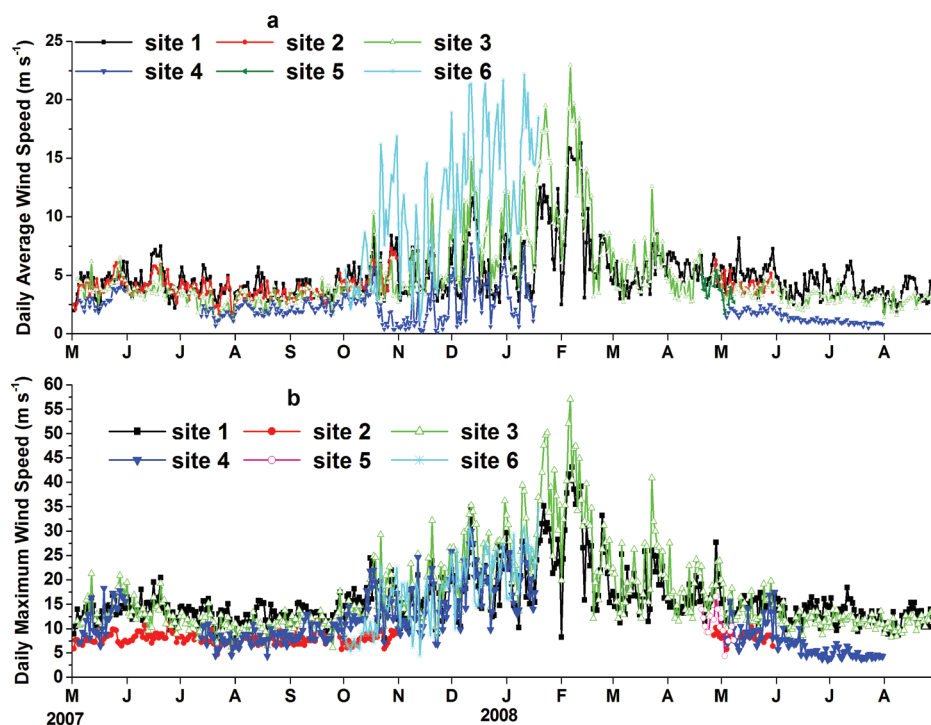 a
Daily Average Wind Speed (m s⁻¹)
25
20
15
10
5
0
site 1 site 2 site 3
site 4 site 5 site 6
M J J A S O N D J F M A M J J A
b
Daily Maximum Wind Speed (m s⁻¹)
60
55
50
45
40
35
30
25
20
15
10
5
0
site 1 site 2 site 3
site 4 site 5 site 6
M J J A S O N D J F M A M J J A
2007 2008